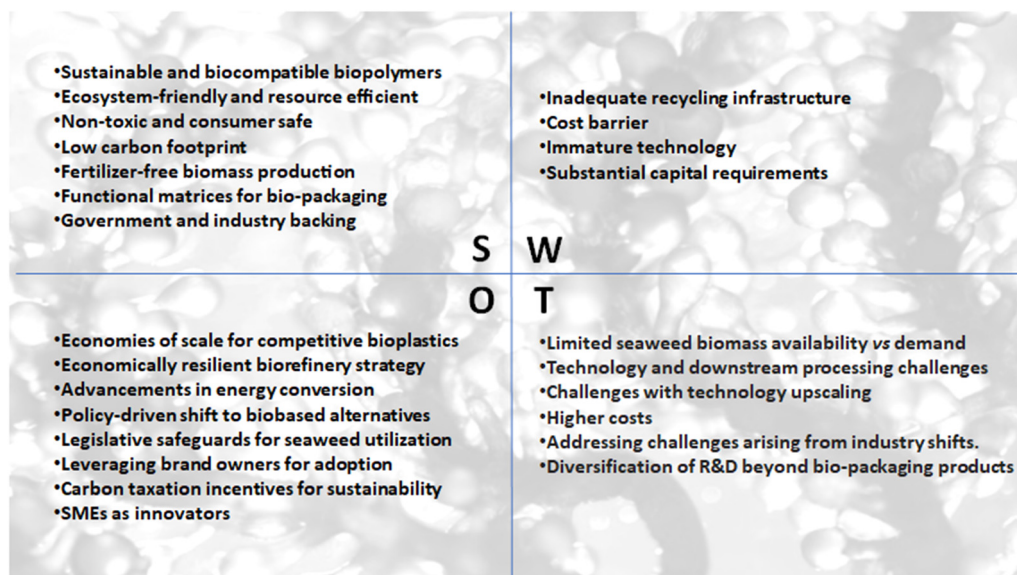 •Sustainable and biocompatible biopolymers
•Ecosystem-friendly and resource efficient
•Non-toxic and consumer safe
•Low carbon footprint
•Fertilizer-free biomass production
•Functional matrices for bio-packaging
•Government and industry backing
S
•Inadequate recycling infrastructure
•Cost barrier
•Immature technology
•Substantial capital requirements
W
O
•Economies of scale for competitive bioplastics
•Economically resilient biorefinery strategy
•Advancements in energy conversion
•Policy-driven shift to biobased alternatives
•Legislative safeguards for seaweed utilization
•Leveraging brand owners for adoption
•Carbon taxation incentives for sustainability
•SMEs as innovators
T
•Limited seaweed biomass availability vs demand
•Technology and downstream processing challenges
•Challenges with technology upscaling
•Higher costs
•Addressing challenges arising from industry shifts.
•Diversification of R&D beyond bio-packaging products